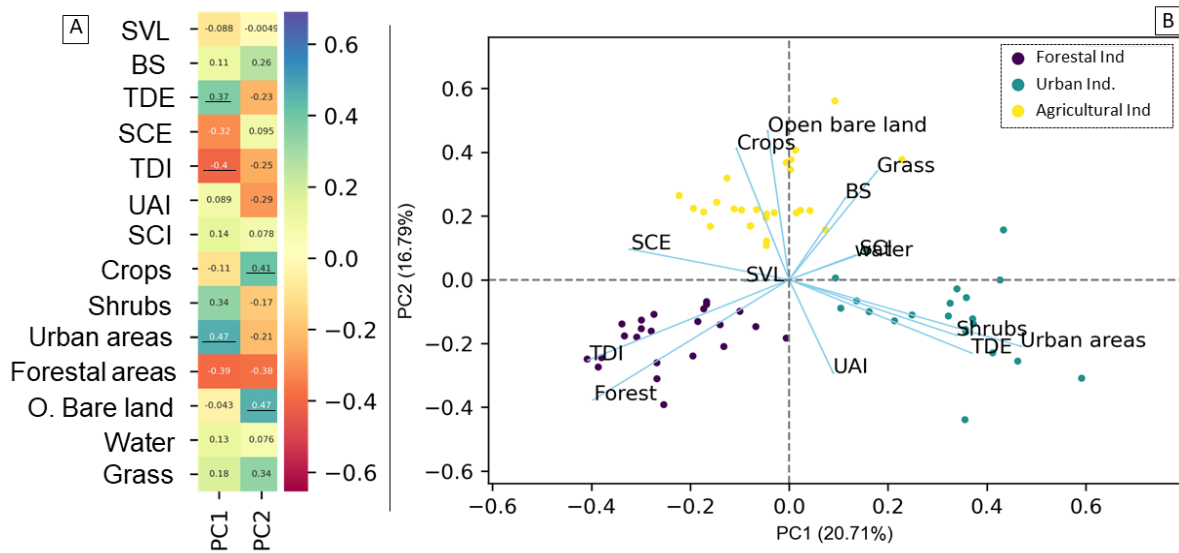 A
SVL -0.088 -0.0049
BS 0.11 0.26
TDE 0.37 -0.23
SCE -0.32 0.095
TDI -0.4 -0.25
UAI 0.089 -0.29
SCI 0.14 0.078
Crops -0.11 0.41
Shrubs 0.34 -0.17
Urban areas 0.47 -0.21
Forestal areas -0.39 -0.38
O. Bare land -0.043 0.47
Water 0.13 0.076
Grass 0.18 0.34
PC1
PC2
0.6
0.4
0.2
0.0
−0.2
−0.4
−0.6
B
Forestal Ind
Urban Ind.
Agricultural Ind
PC2 (16.79%)
0.6
0.4
0.2
0.0
−0.2
−0.4
−0.6
Open bare land
Crops
Grass
BS
SCE
SCI
water
SVL
Shrubs
Urban areas
TDE
TDI
UAI
Forest
−0.6 −0.4 −0.2 0.0 0.2 0.4 0.6
PC1 (20.71%)